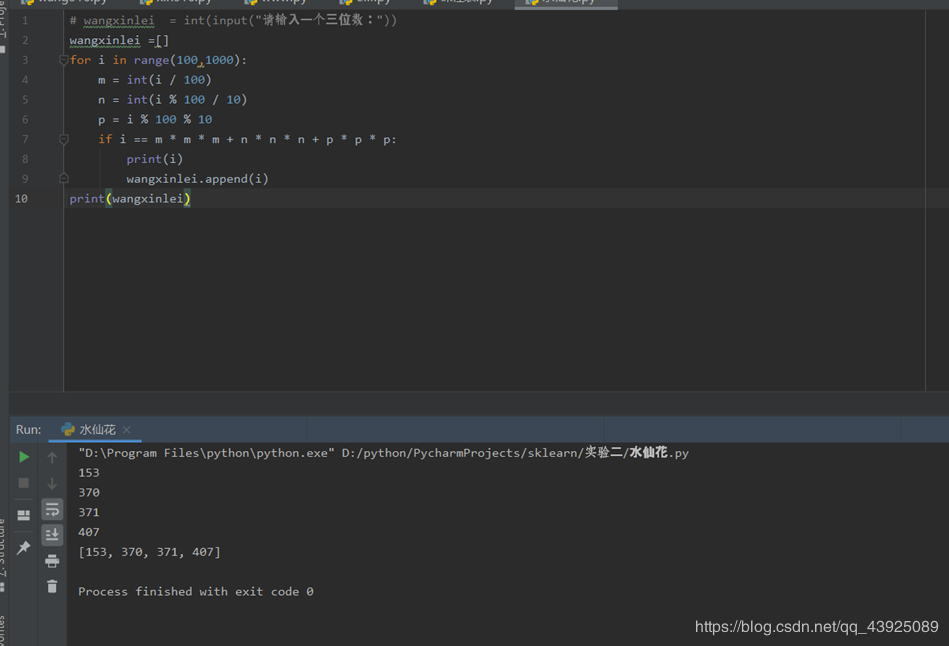 1 # wangxinlei  = int(input("请输入一个三位数："))
2 wangxinlei =[]
3 for i in range(100,1000):
4     m = int(i / 100)
5     n = int(i % 100 / 10)
6     p = i % 100 % 10
7     if i == m * m * m + n * n * n + p * p * p:
8         print(i)
9         wangxinlei.append(i)
10 print(wangxinlei)
Run: 水仙花
"D:\Program Files\python\python.exe" D:/python/PycharmProjects/sklearn/实验二/水仙花.py
153
370
371
407
[153, 370, 371, 407]
Process finished with exit code 0
https://blog.csdn.net/qq_43925089